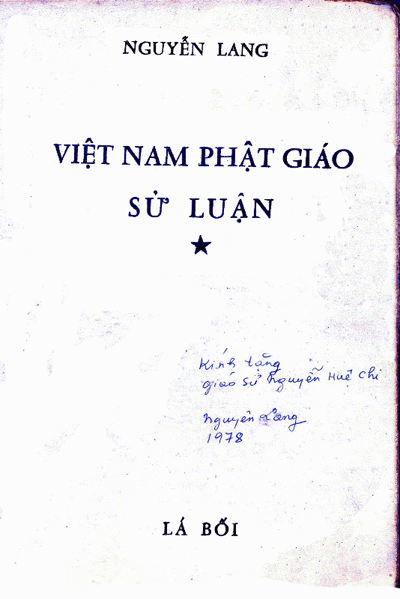 NGUYỄN LANG
VIỆT NAM PHẬT GIÁO
SỬ LUẬN
Kính tặng
giáo sử Nguyễn Huệ Chi
Nguyễn Lang
1978
LÁ BỐI